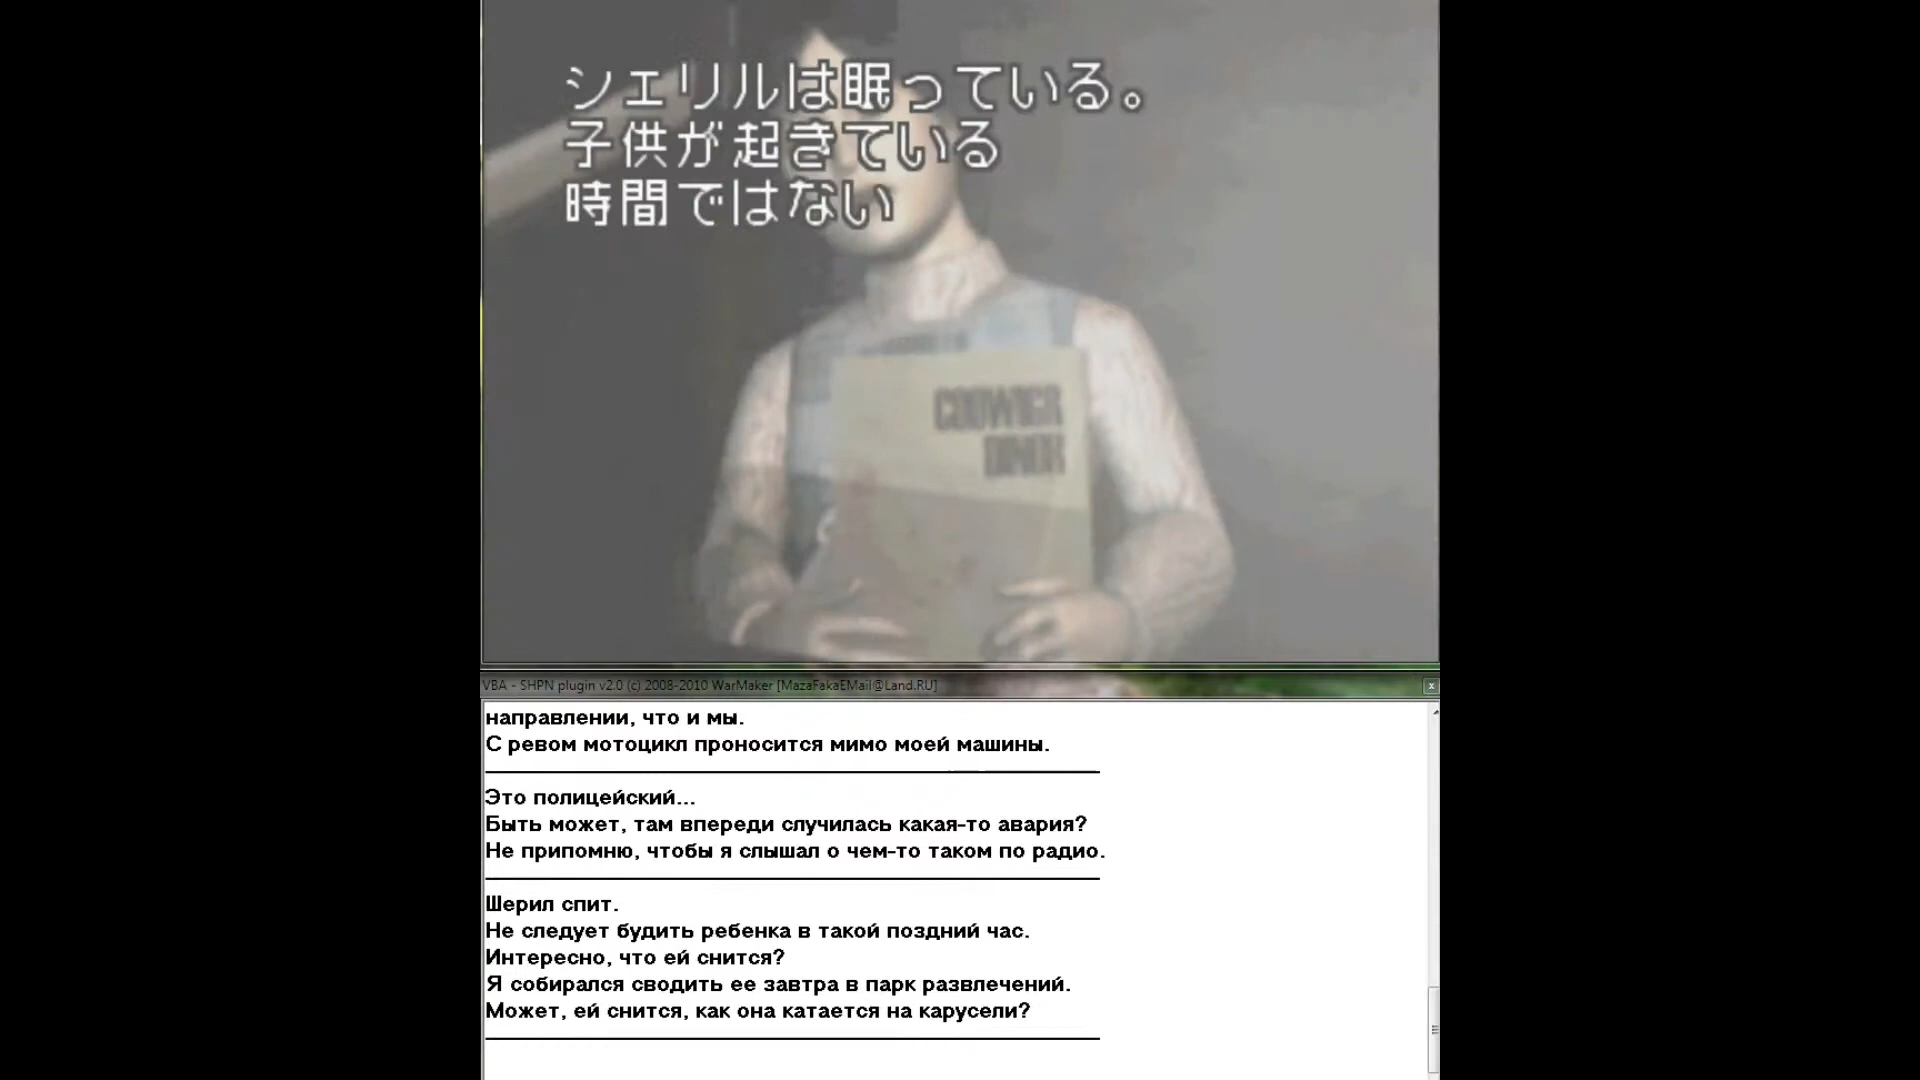 シェリルは眠っている。
子供が起きている
時間ではない
VBA - SHPN plugin v2.0 (c) 2008-2010 WarMaker [MazaFakaEMail@Land.RU]
направлении, что и мы.
С ревом мотоцикл проносится мимо моей машины.
Это полицейский...
Быть может, там впереди случилась какая-то авария?
Не припомню, чтобы я слышал о чем-то таком по радио.
Шерил спит.
Не следует будить ребенка в такой поздний час.
Интересно, что ей снится?
Я собирался сводить ее завтра в парк развлечений.
Может, ей снится, как она катается на карусели?